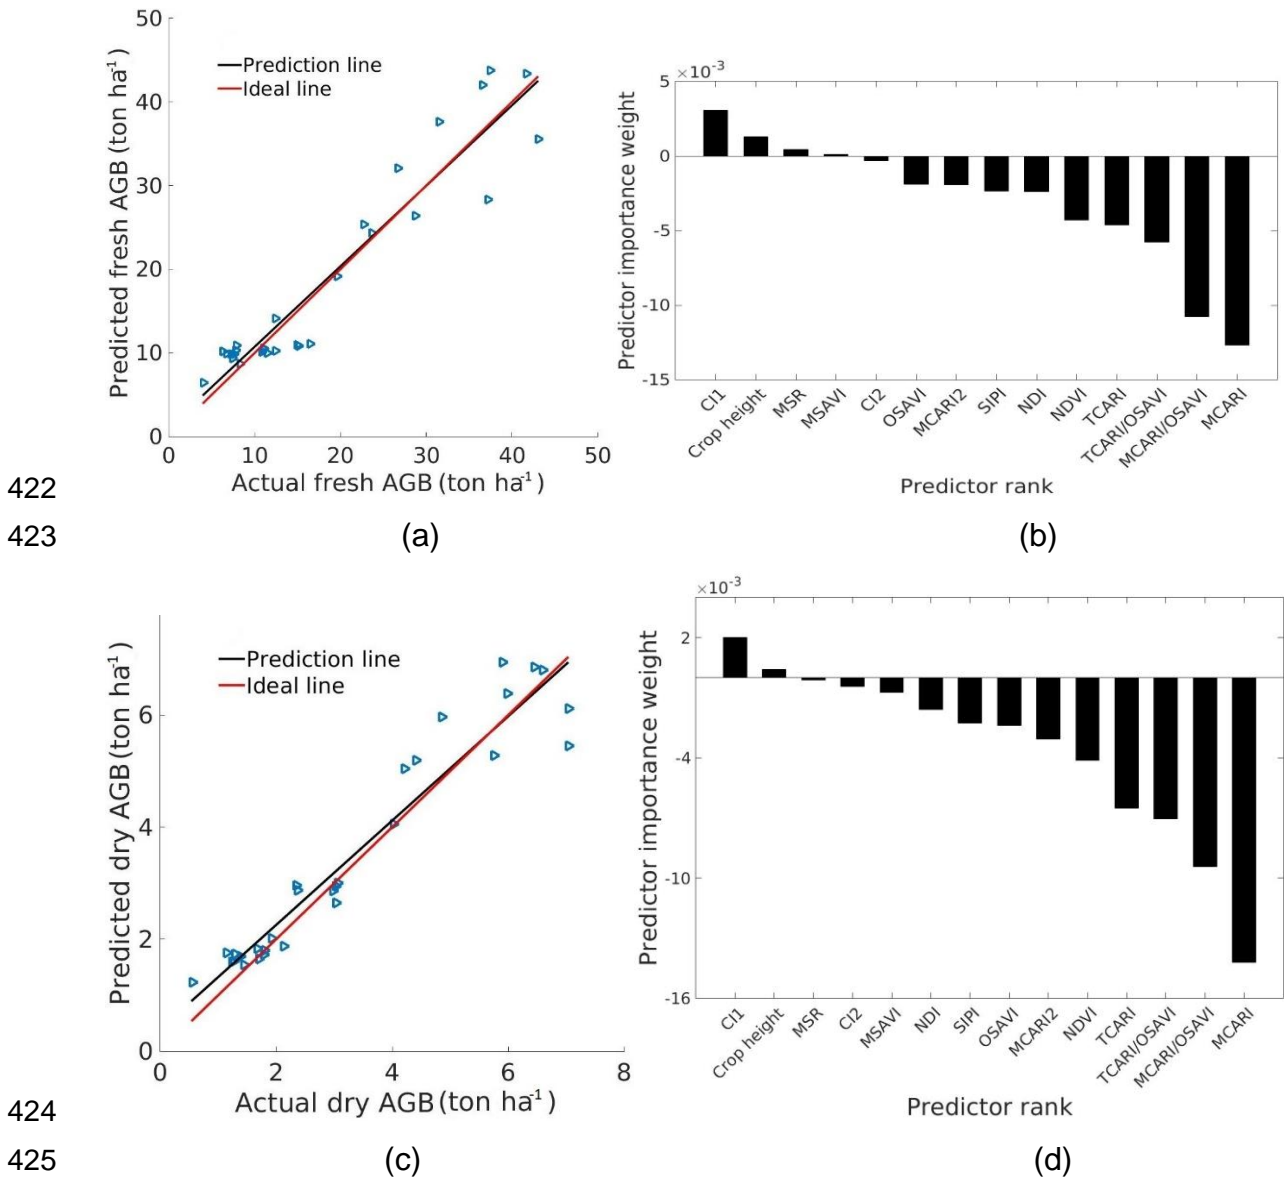 50
40
30
20
10
0
0 10 20 30 40 50
Predicted fresh AGB (ton ha-1)
Actual fresh AGB (ton ha-1)
Prediction line
Ideal line
×10-3
5
0
-5
-10
-15
Predictor importance weight
CI1
Crop height
MSR
MSAVI
CI2
OSAVI
MCARI2
SIPI
NDI
NDVI
TCARI
TCARI/OSAVI
MCARI/OSAVI
MCARI
Predictor rank
422
423 (a) (b)
6
4
2
0
0 2 4 6 8
Predicted dry AGB (ton ha-1)
Actual dry AGB (ton ha-1)
Prediction line
Ideal line
×10-3
2
-4
-10
-16
Predictor importance weight
CI1
Crop height
MSR
CI2
MSAVI
NDI
SIPI
OSAVI
MCARI2
NDVI
TCARI
TCARI/OSAVI
MCARI/OSAVI
MCARI
Predictor rank
424
425 (c) (d)